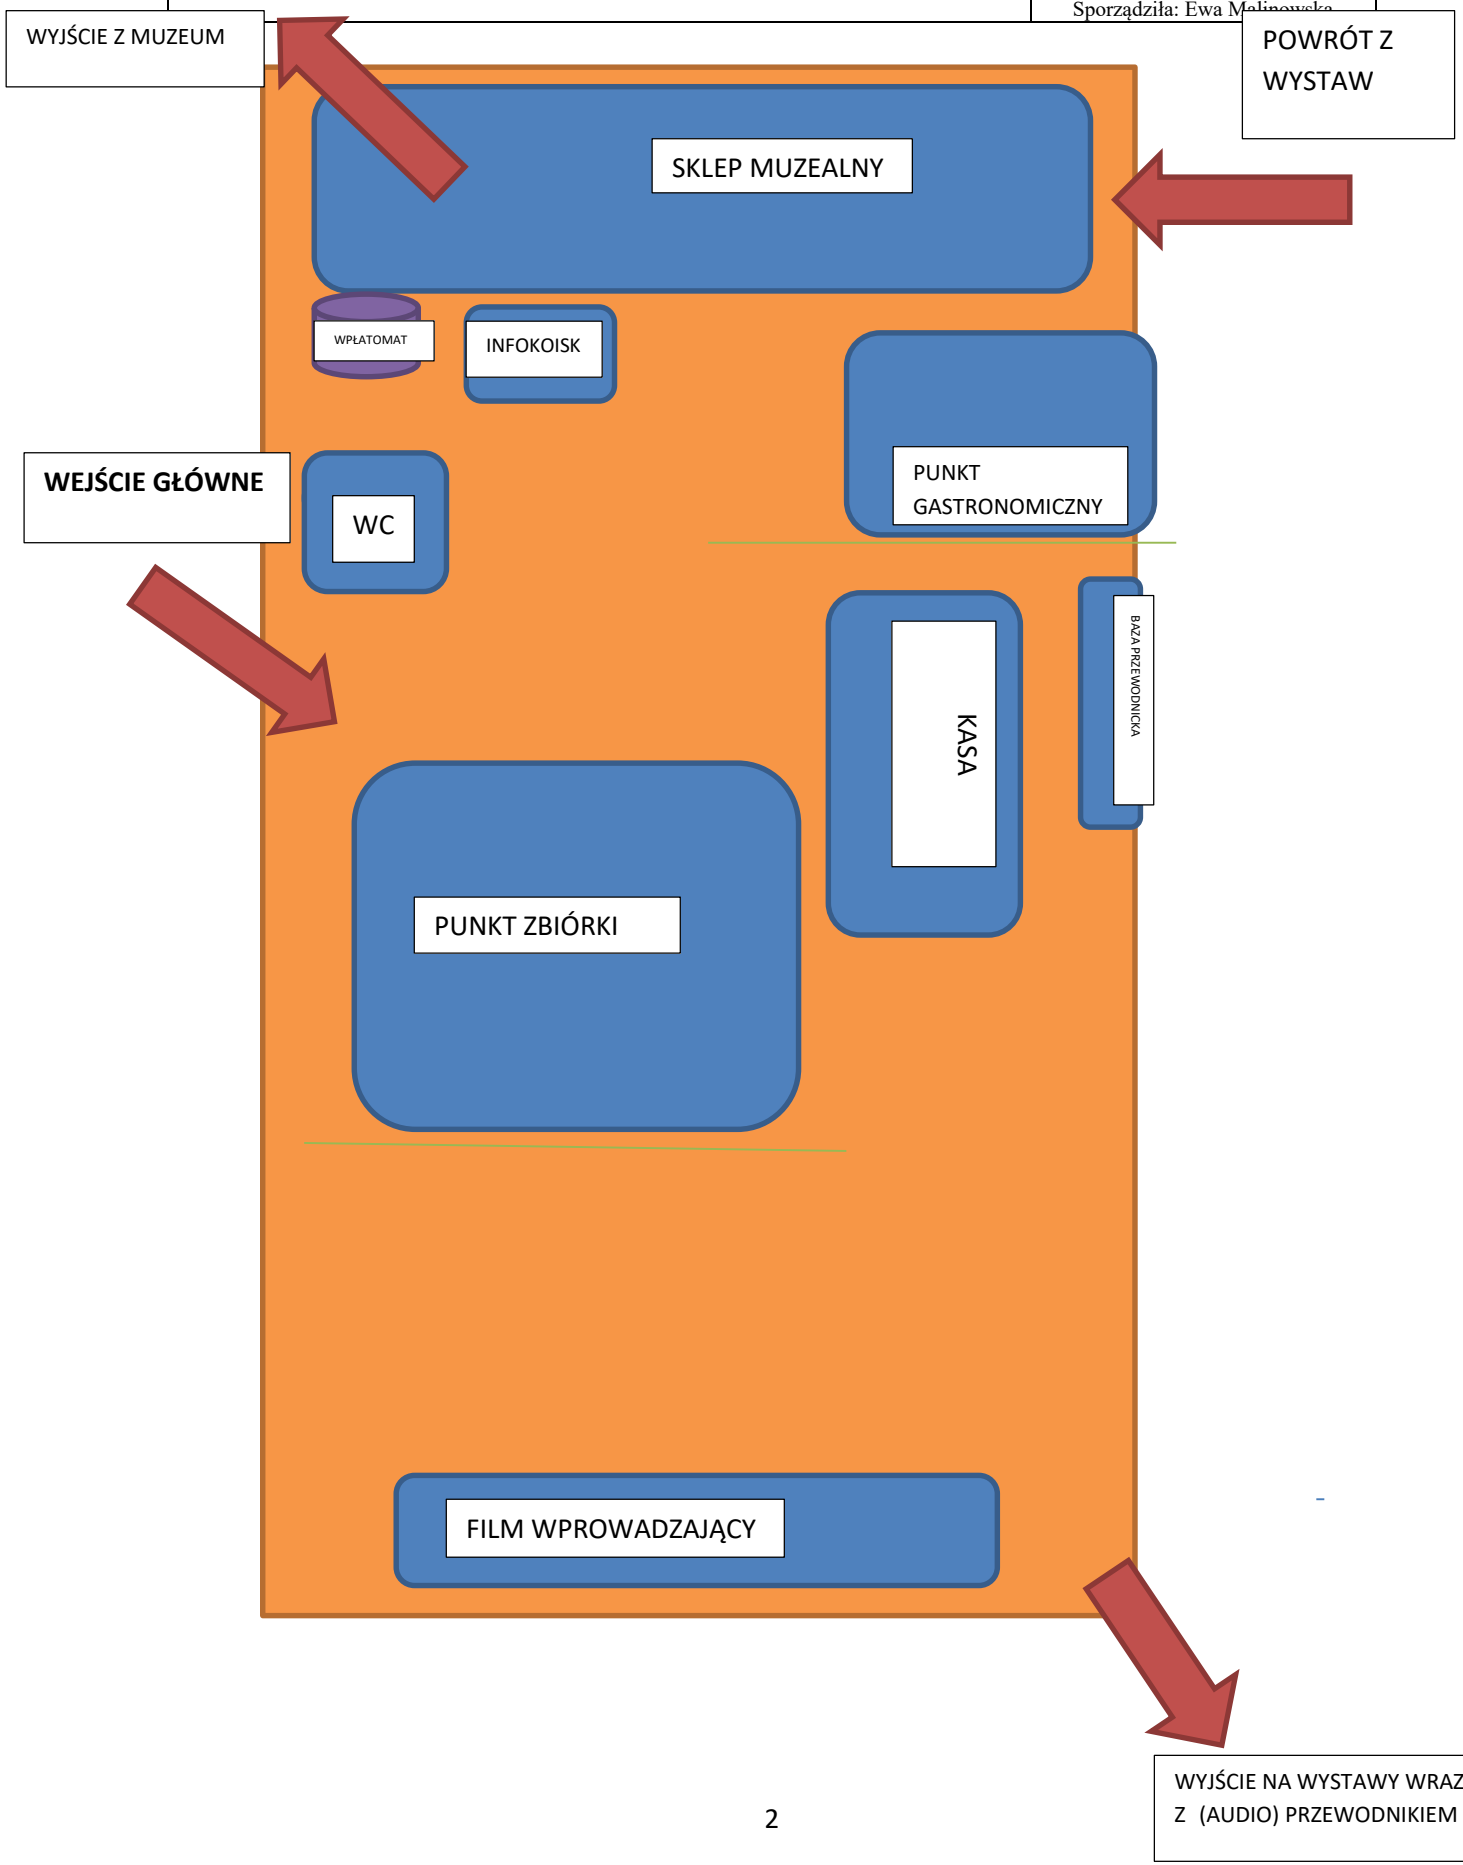 Sporządziła: Ewa Malinowska
WYJŚCIE Z MUZEUM
POWRÓT Z
WYSTAW
SKLEP MUZEALNY
WPŁATOMAT
INFOKOISK
PUNKT
GASTRONOMICZNY
WEJŚCIE GŁÓWNE
WC
BAZA PRZEWODNICKA
KASA
PUNKT ZBIÓRKI
FILM WPROWADZAJĄCY
WYJŚCIE NA WYSTAWY WRAZ
Z (AUDIO) PRZEWODNIKIEM
2